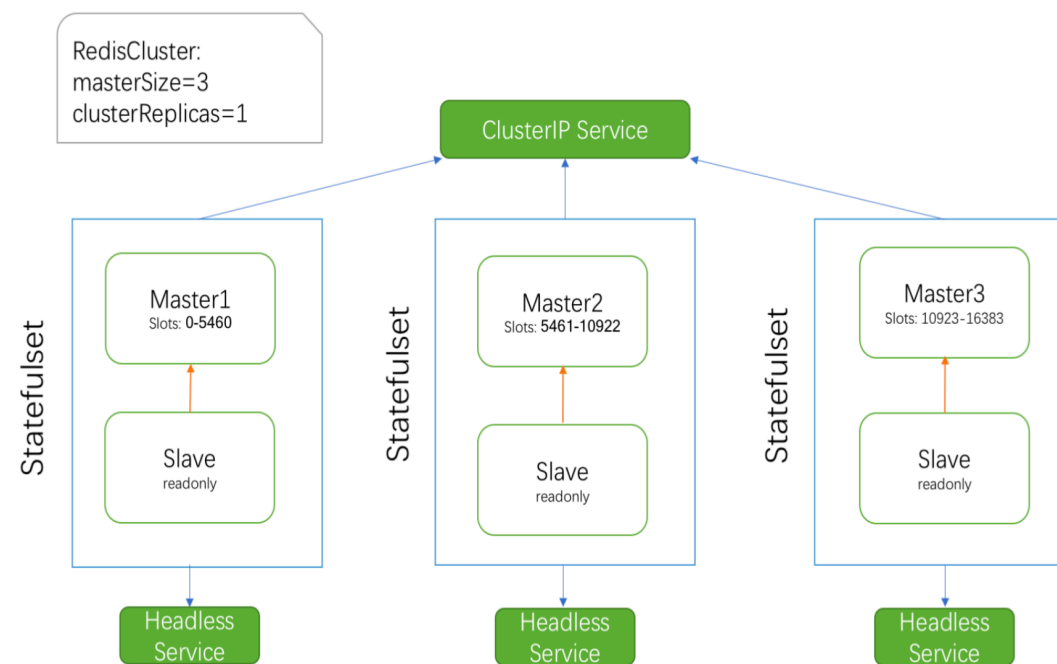 RedisCluster:
masterSize=3
clusterReplicas=1
ClusterIP Service
Statefulset
Master1
Slots: 0-5460
Slave
readonly
Headless
Service
Statefulset
Master2
Slots: 5461-10922
Slave
readonly
Headless
Service
Statefulset
Master3
Slots: 10923-16383
Slave
readonly
Headless
Service